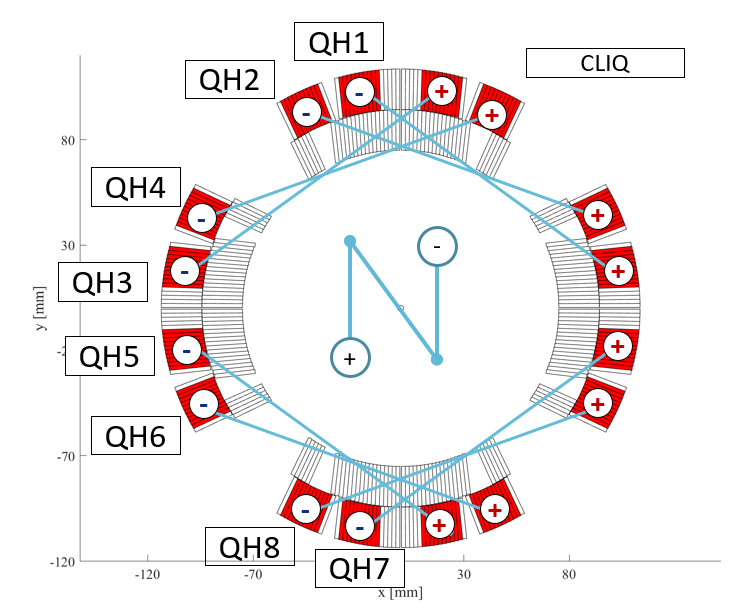 QH1
CLIQ
QH2
- - + +
80
QH4
- +
30
-
QH3
- +
y [mm]
+
QH5
- +
QH6
- +
-70
- - + +
QH8
QH7
-120
-120 -70 30 80
x [mm]